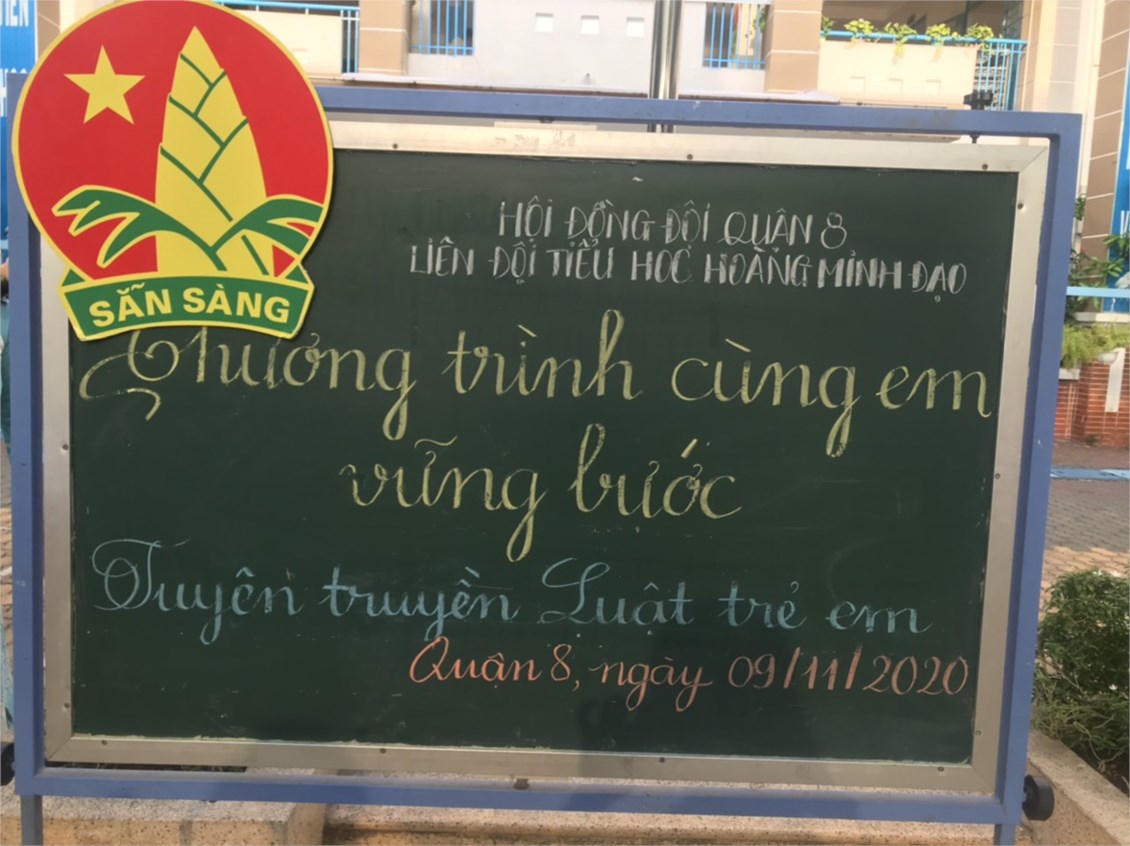 SẴN SÀNG
HỘI ĐỒNG ĐỘI QUẬN 8
LIÊN ĐỘI TIỂU HỌC HOÀNG MINH ĐẠO
Chương trình cùng em
vững bước
Tuyên truyền Luật trẻ em
Quận 8, ngày 09/11/2020